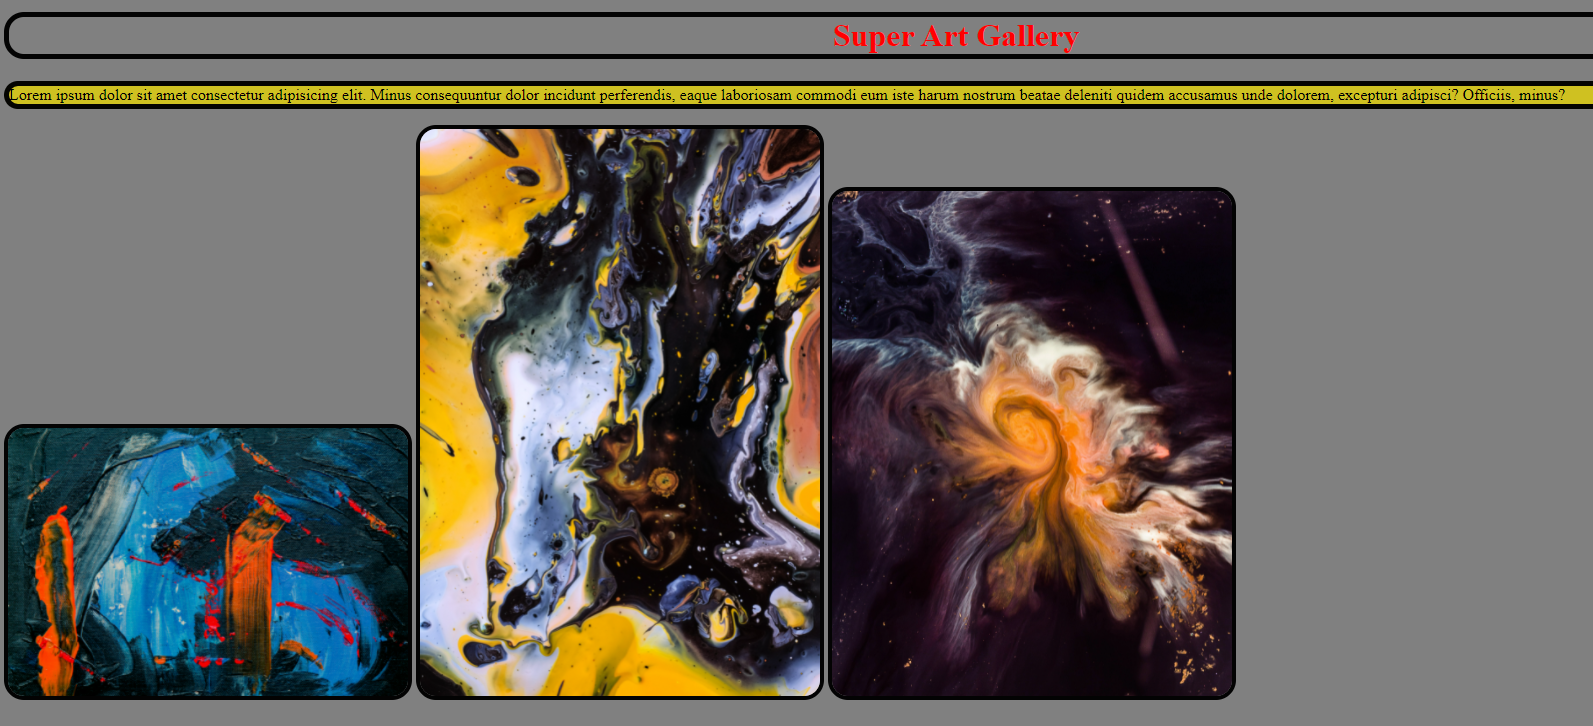 Super Art Gallery
Lorem ipsum dolor sit amet consectetur adipisicing elit. Minus consequuntur dolor incidunt perferendis, eaque laboriosam commodi eum iste harum nostrum beatae deleniti quidem accusamus unde dolorem, excepturi adipisci? Officiis, minus?